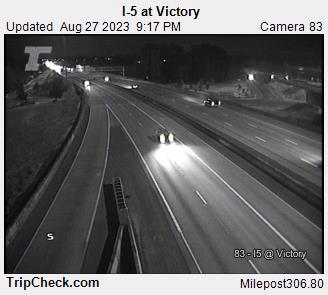 I-5 at Victory
Updated Aug 27 2023 9:17 PM Camera 83
T
S
83 - I5 @ Victory
TripCheck.com Milepost306.80